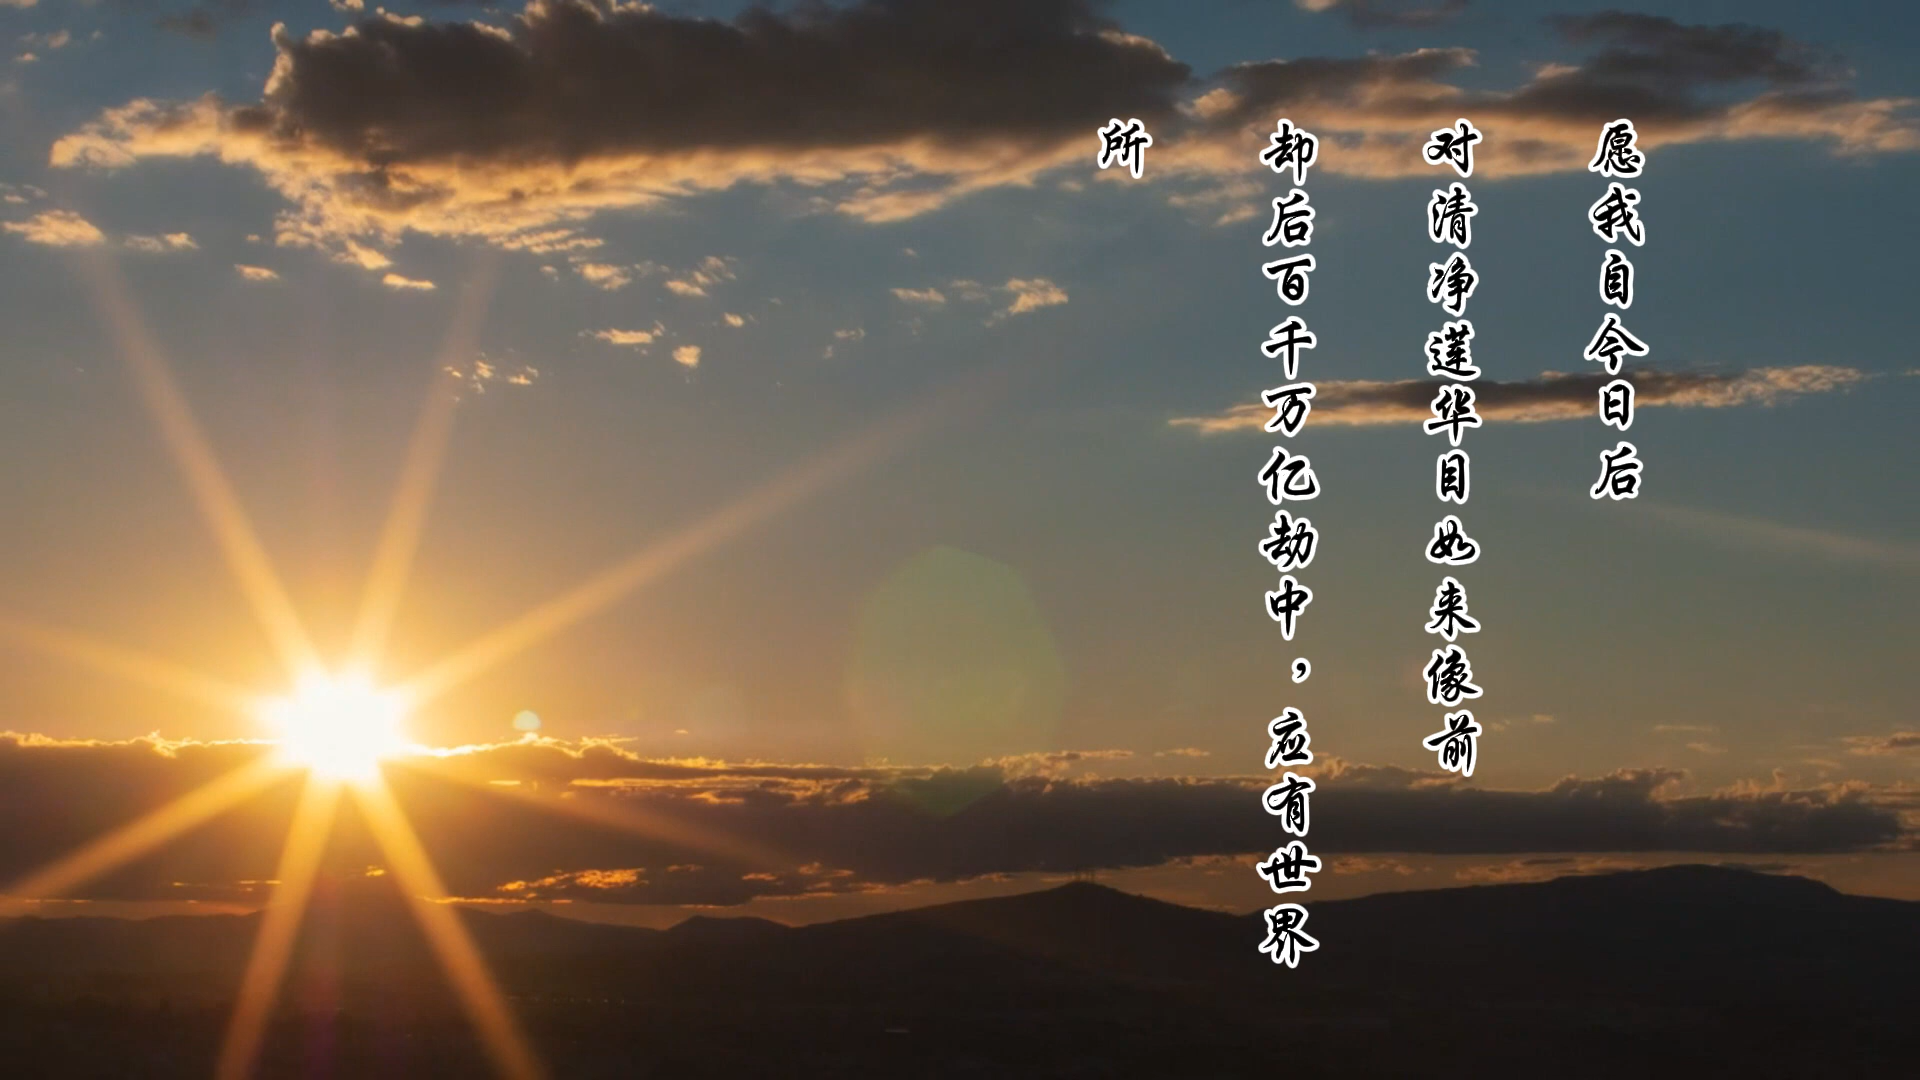 愿我自今日后
对清净莲华目如来像前
却后百千万亿劫中，应有世界
所